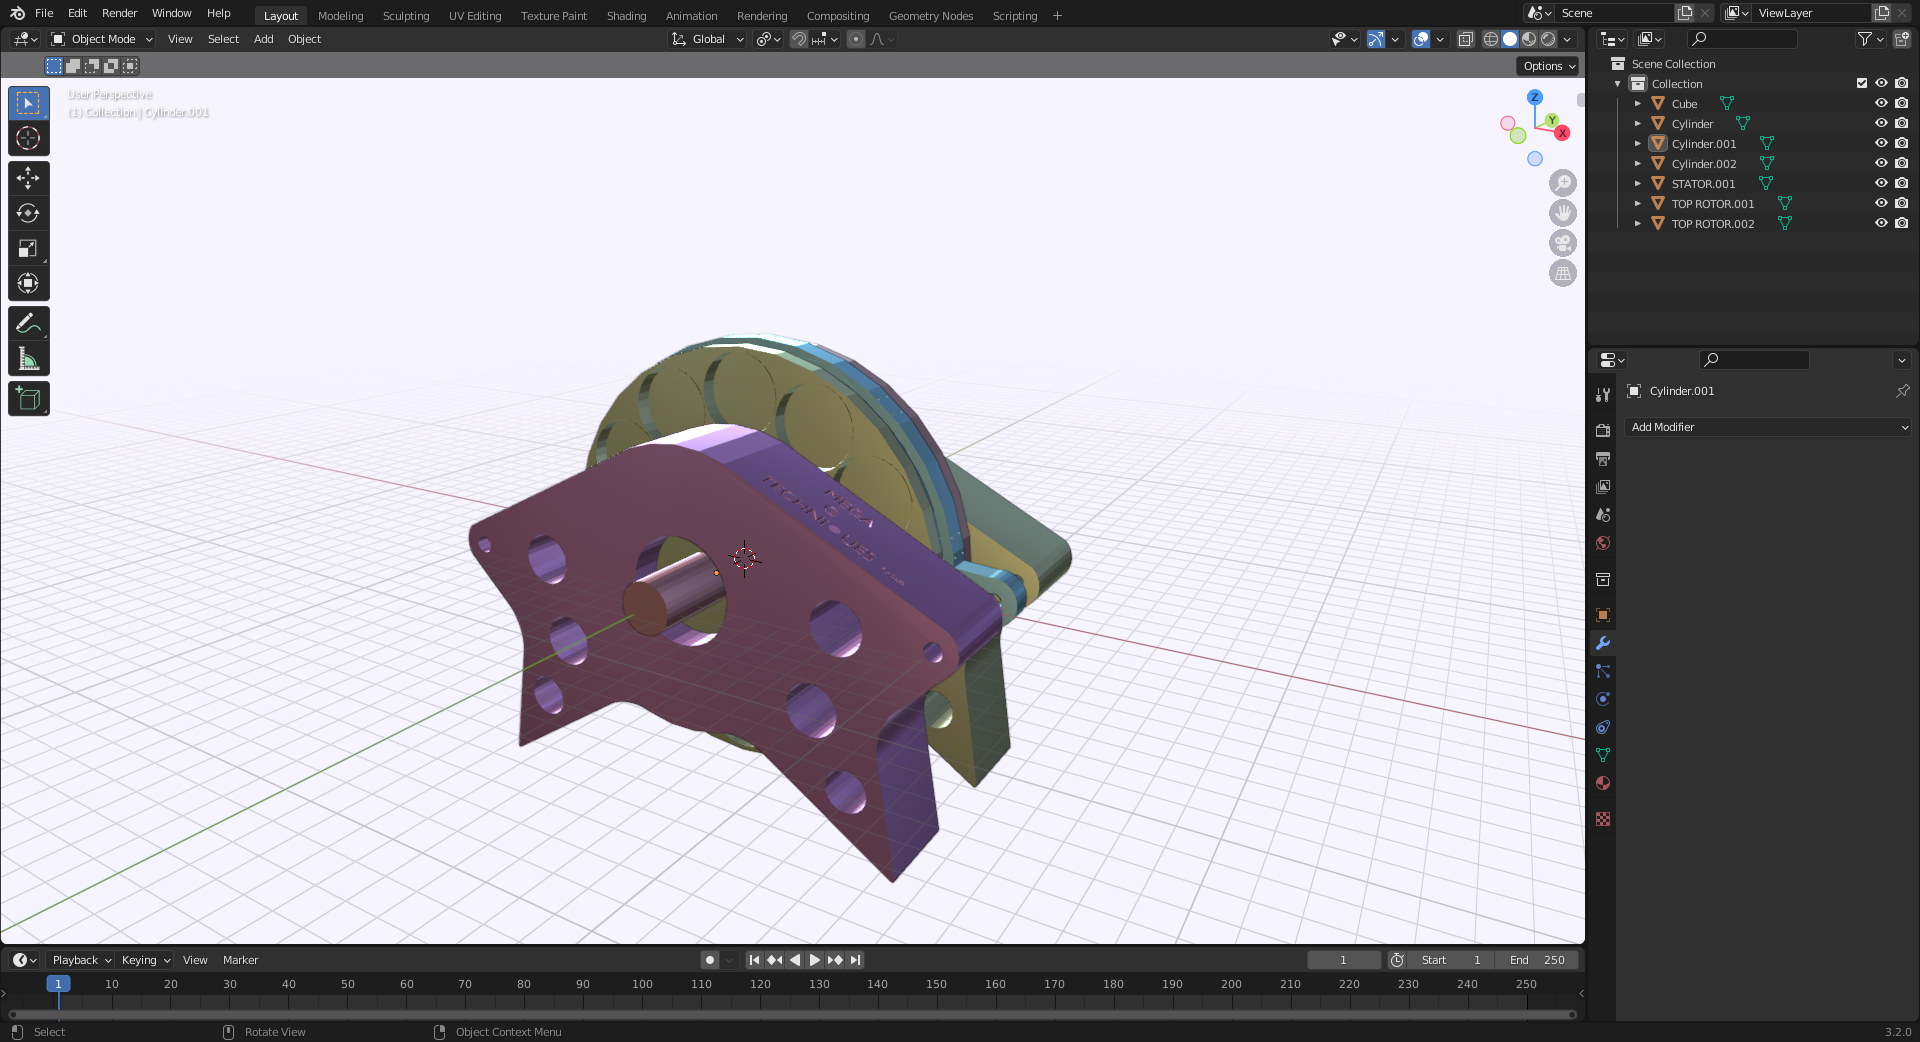 File Edit Render Window Help Layout Modeling Sculpting UV Editing Texture Paint Shading Animation Rendering Compositing Geometry Nodes Scripting + Scene ViewLayer
Object Mode View Select Add Object Global
Options
User Perspective
(1) Collection | Cylinder.001
Z
Y
X
Scene Collection
Collection
Cube
Cylinder
Cylinder.001
Cylinder.002
STATOR.001
TOP ROTOR.001
TOP ROTOR.002
Cylinder.001
Add Modifier
MEGA
Playback Keying View Marker 1 Start 1 End 250
1 10 20 30 40 50 60 70 80 90 100 110 120 130 140 150 160 170 180 190 200 210 220 230 240 250
Select Rotate View Object Context Menu 3.2.0